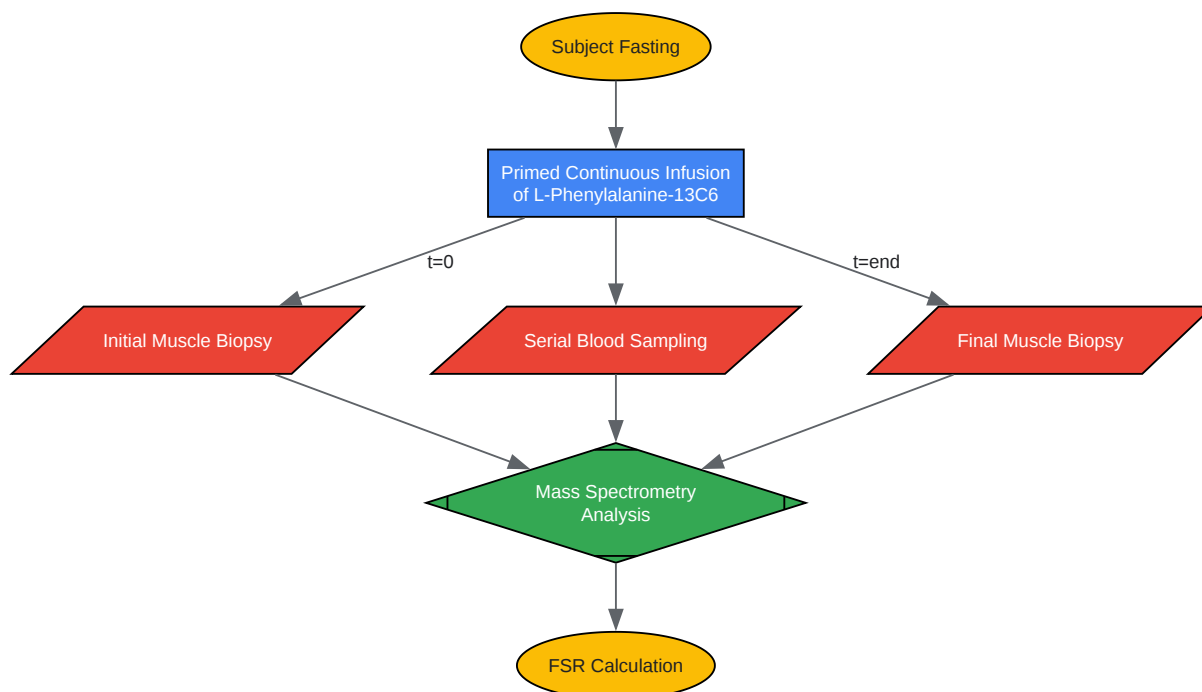 Subject Fasting
Primed Continuous Infusion
of L-Phenylalanine-13C6
t=0
t=end
Initial Muscle Biopsy
Serial Blood Sampling
Final Muscle Biopsy
Mass Spectrometry
Analysis
FSR Calculation